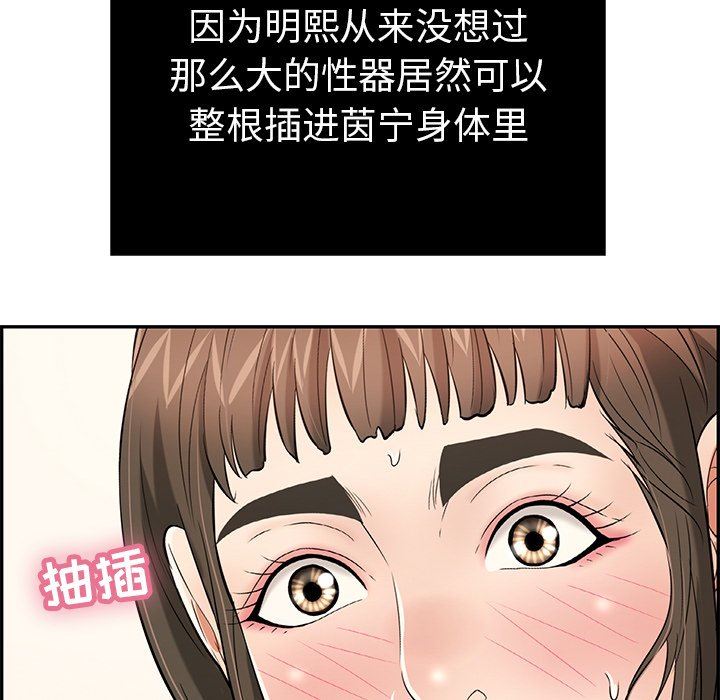 因为明熙从来没想过
那么大的性器居然可以
整根插进茵宁身体里
抽插